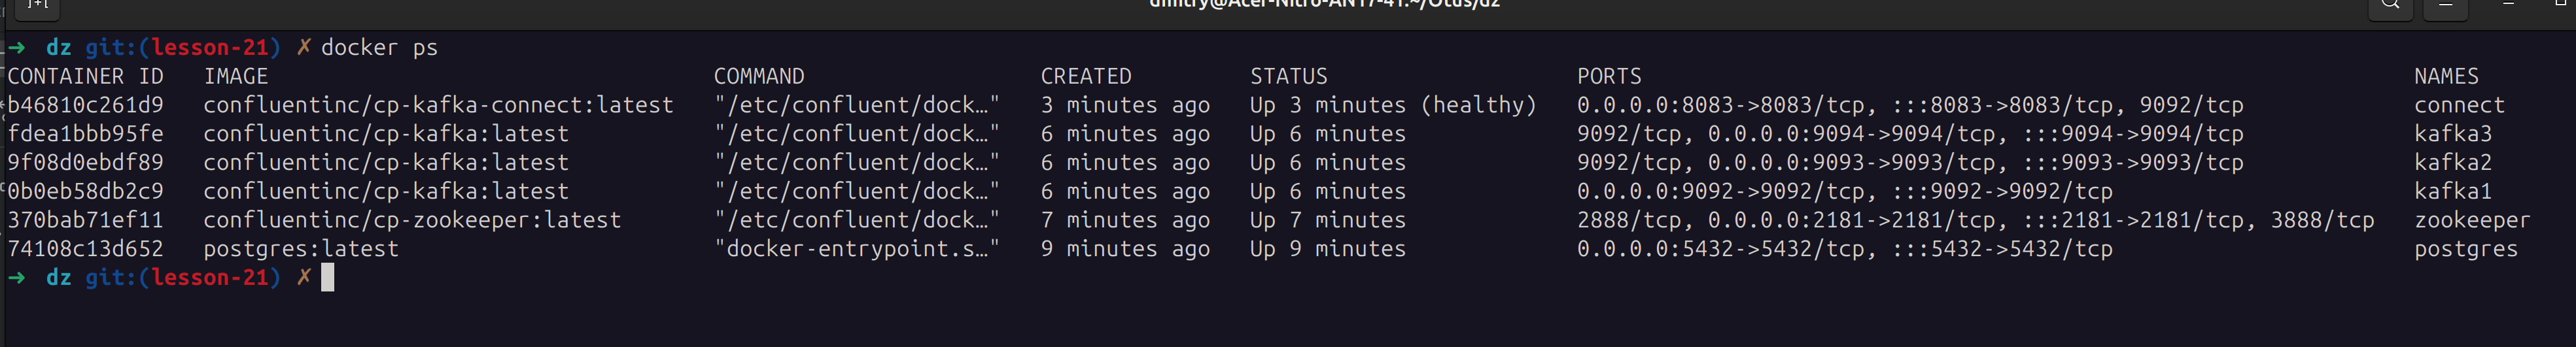 dmitry@Acer-Nitro-AN17-41:~/Otus/dz
→ dz git:(lesson-21) ✗ docker ps
CONTAINER ID IMAGE COMMAND CREATED STATUS PORTS NAMES
b46810c261d9 confluentinc/cp-kafka-connect:latest "/etc/confluent/dock…" 3 minutes ago Up 3 minutes (healthy) 0.0.0.0:8083->8083/tcp, :::8083->8083/tcp, 9092/tcp connect
fdea1bbb95fe confluentinc/cp-kafka:latest "/etc/confluent/dock…" 6 minutes ago Up 6 minutes 9092/tcp, 0.0.0.0:9094->9094/tcp, :::9094->9094/tcp kafka3
9f08d0ebdf89 confluentinc/cp-kafka:latest "/etc/confluent/dock…" 6 minutes ago Up 6 minutes 9092/tcp, 0.0.0.0:9093->9093/tcp, :::9093->9093/tcp kafka2
0b0eb58db2c9 confluentinc/cp-kafka:latest "/etc/confluent/dock…" 6 minutes ago Up 6 minutes 0.0.0.0:9092->9092/tcp, :::9092->9092/tcp kafka1
370bab71ef11 confluentinc/cp-zookeeper:latest "/etc/confluent/dock…" 7 minutes ago Up 7 minutes 2888/tcp, 0.0.0.0:2181->2181/tcp, :::2181->2181/tcp, 3888/tcp zookeeper
74108c13d652 postgres:latest "docker-entrypoint.s…" 9 minutes ago Up 9 minutes 0.0.0.0:5432->5432/tcp, :::5432->5432/tcp postgres
→ dz git:(lesson-21) ✗